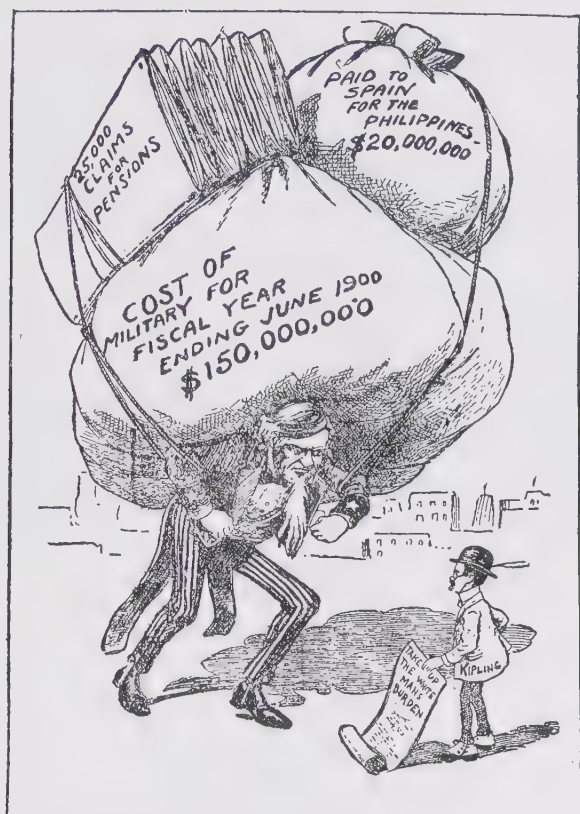 25,000
CLAIMS
FOR
PENSIONS
PAID TO
SPAIN
FOR THE
PHILIPPINES-
$20,000,000
COST OF
MILITARY FOR
FISCAL YEAR
ENDING JUNE 1900
$150,000,000
KIPLING
TAKE UP
THE WHITE
MAN'S
BURDEN